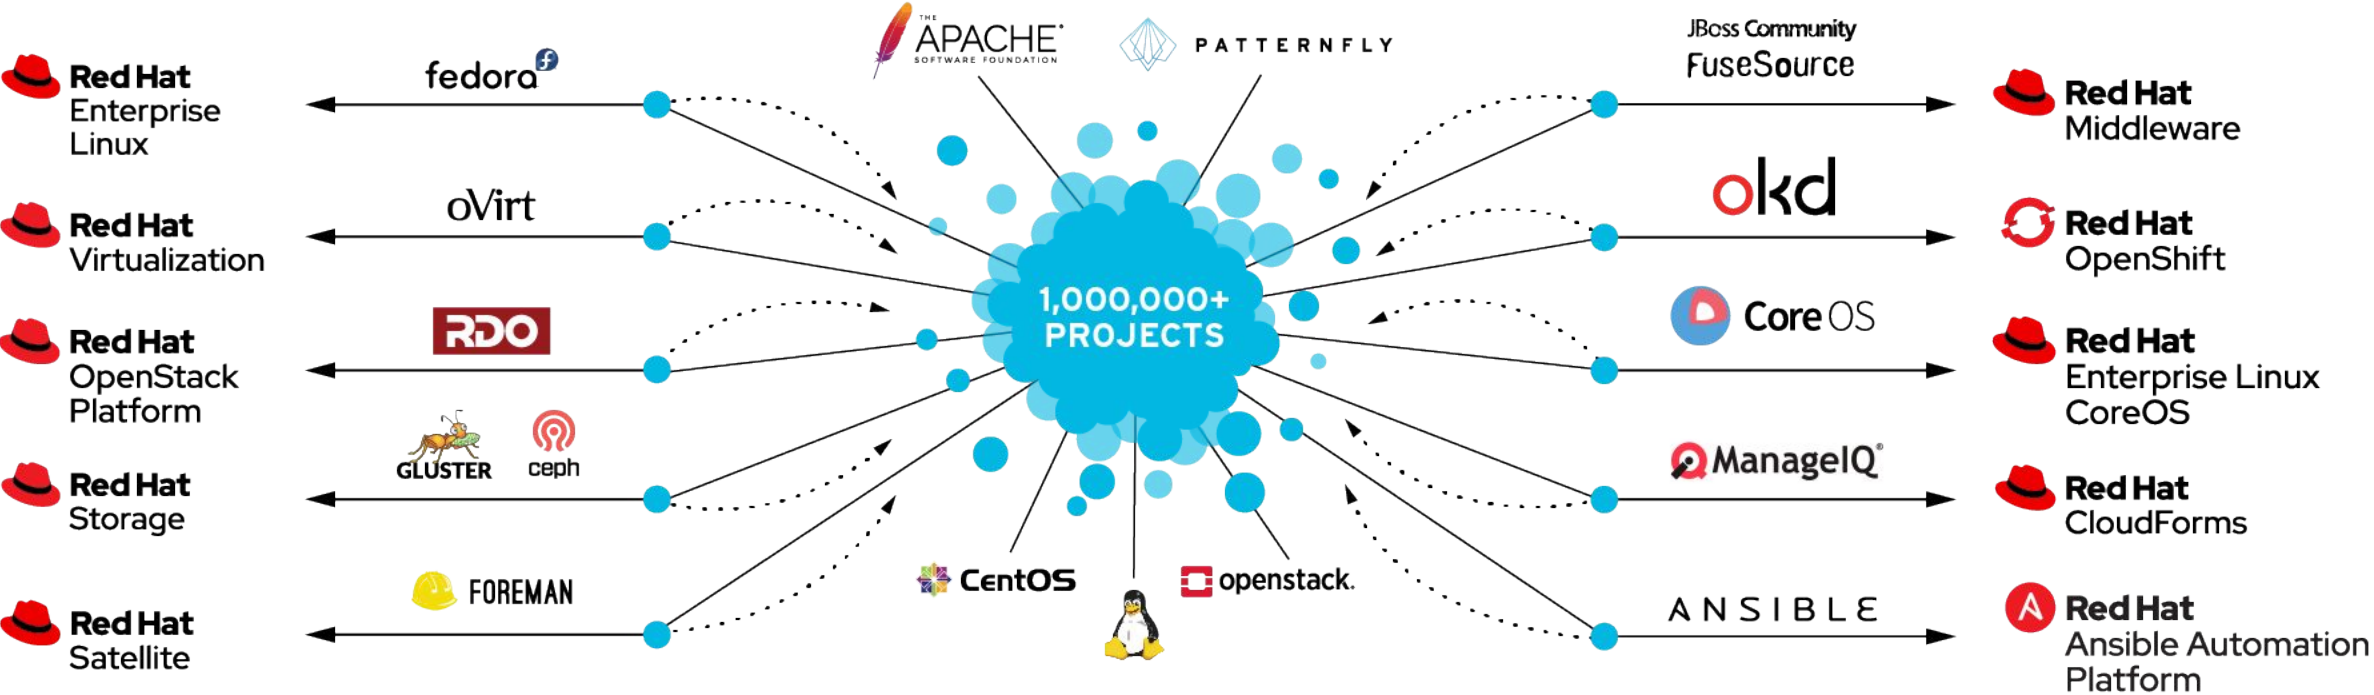 Red Hat
Enterprise
Linux
fedora
Red Hat
Virtualization
oVirt
Red Hat
OpenStack
Platform
RDO
Red Hat
Storage
GLUSTER
ceph
Red Hat
Satellite
FOREMAN
THE
APACHE
SOFTWARE FOUNDATION
PATTERNFLY
1,000,000+
PROJECTS
CentOS
openstack.
JBoss Community
FuseSource
Red Hat
Middleware
okd
Red Hat
OpenShift
Core OS
Red Hat
Enterprise Linux
CoreOS
ManageIQ®
Red Hat
CloudForms
ANSIBLE
Red Hat
Ansible Automation
Platform